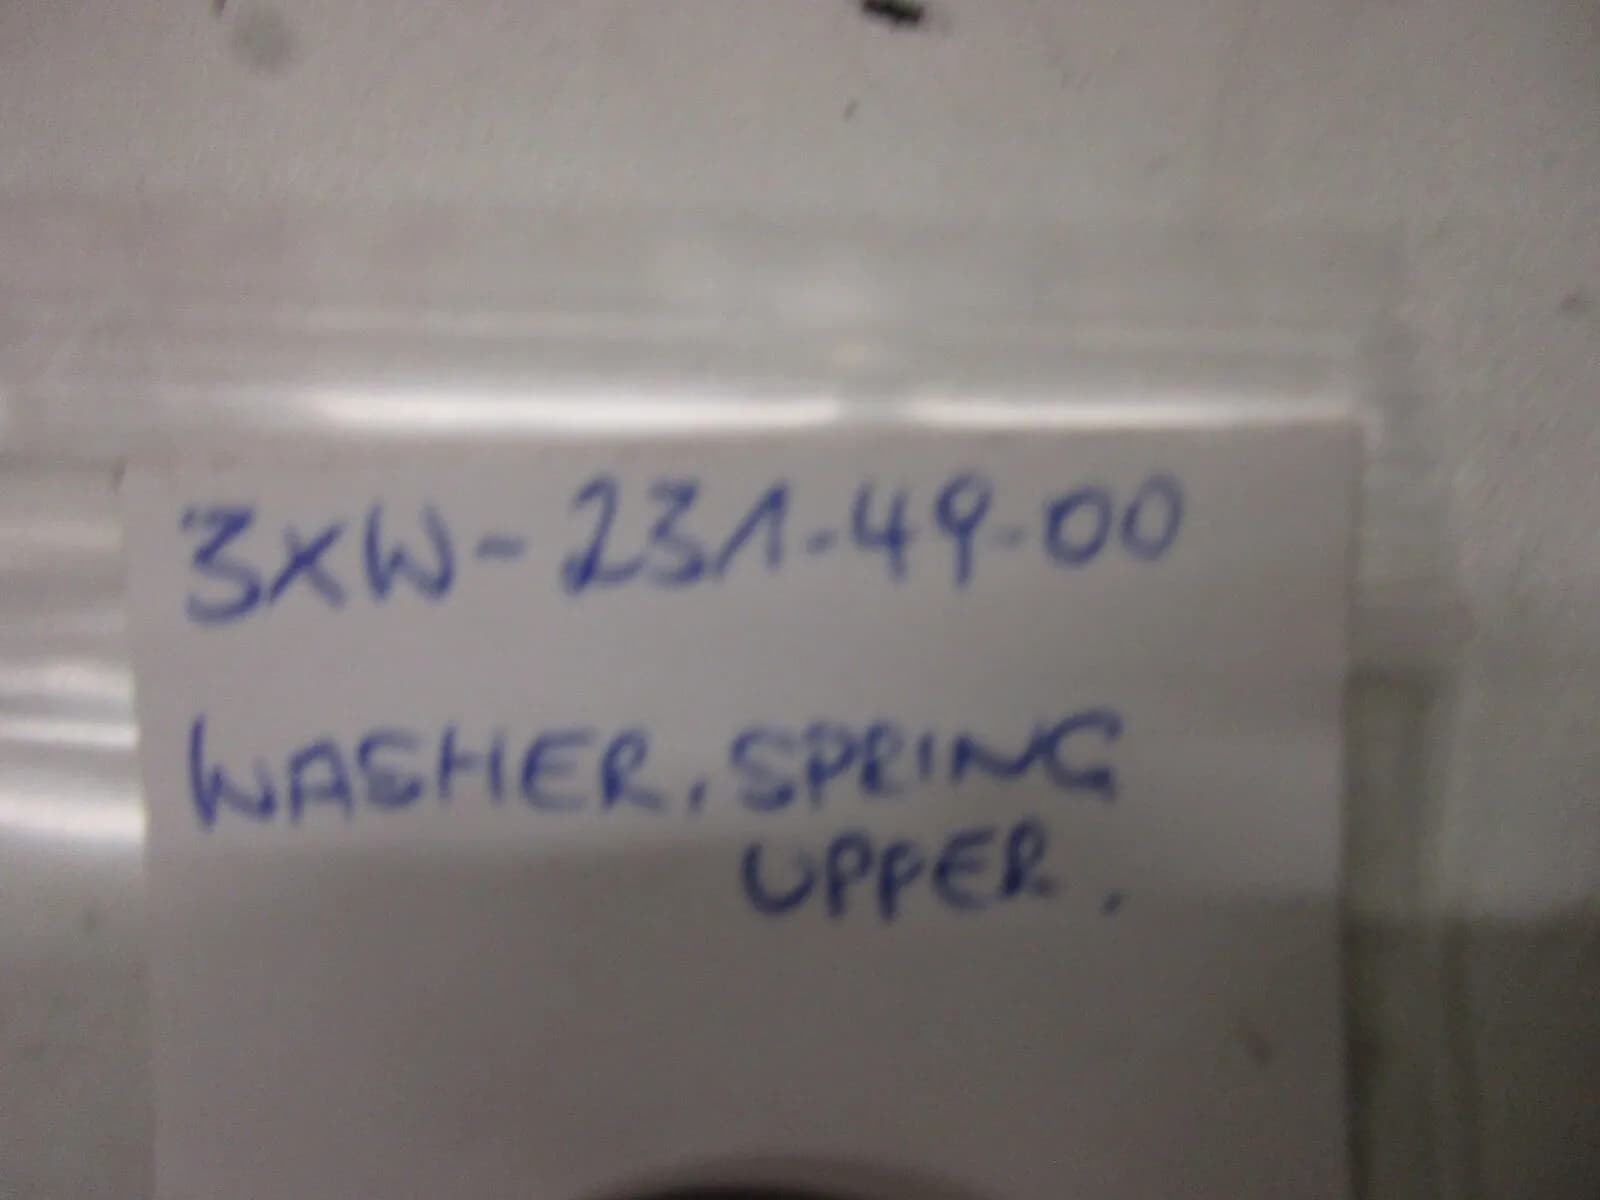 3XW-231-49-00
WASHER, SPRING
UPPER.